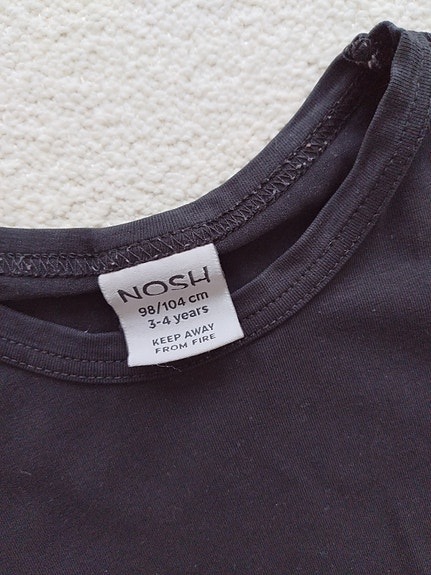 NOSH
98/104 cm
3-4 years
KEEP AWAY
FROM FIRE